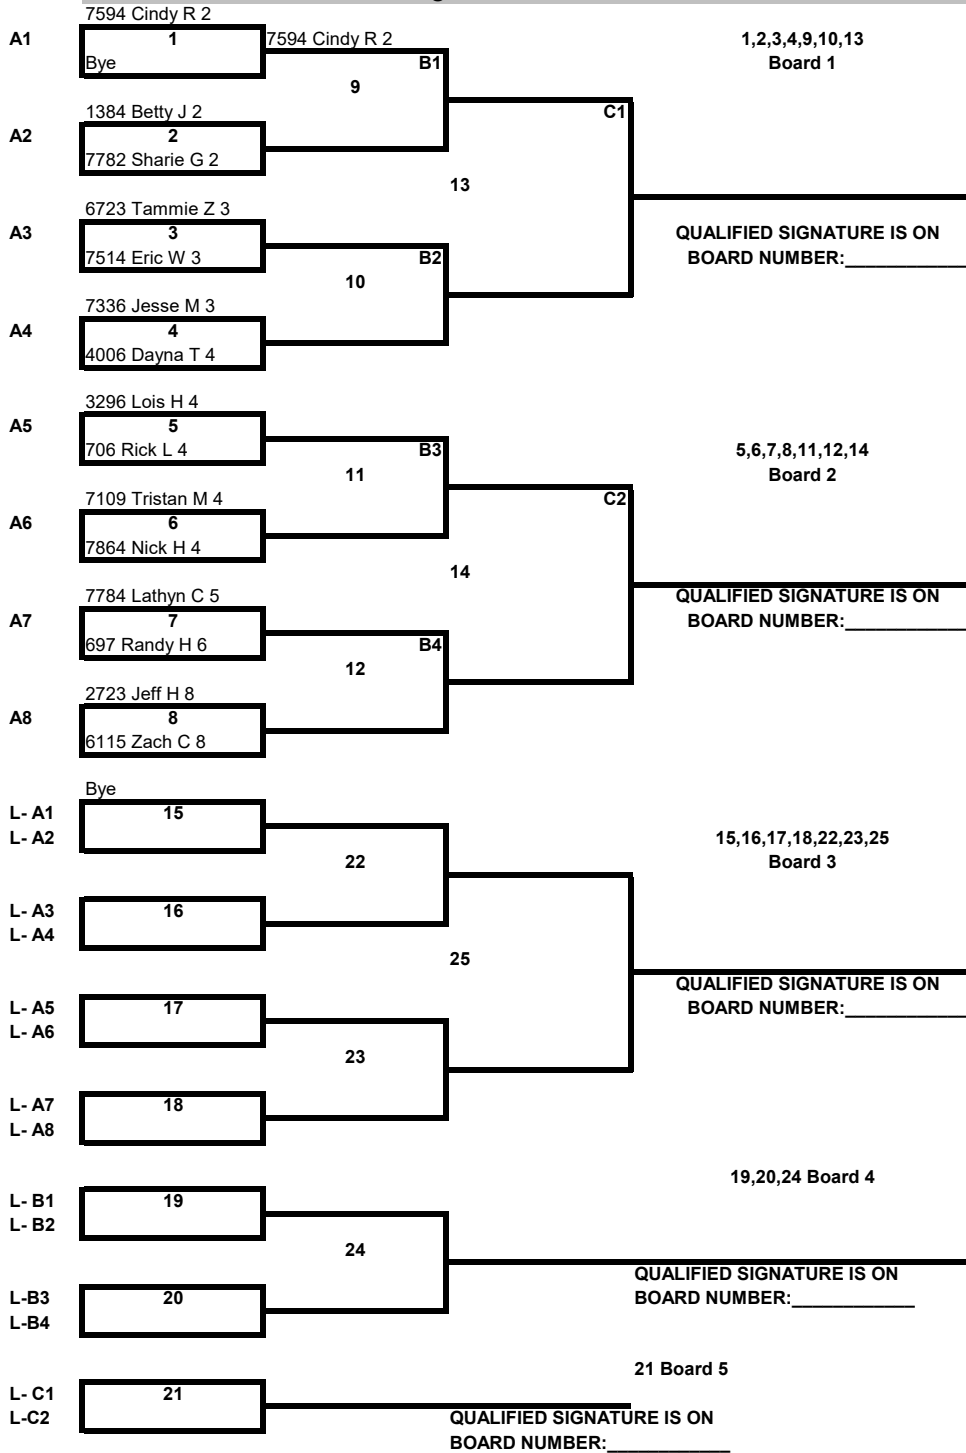 7594 Cindy R 2
A1
1
7594 Cindy R 2
1,2,3,4,9,10,13
Bye
B1
Board 1
9
1384 Betty J 2
C1
A2
2
7782 Sharie G 2
13
6723 Tammie Z 3
A3
3
QUALIFIED SIGNATURE IS ON
7514 Eric W 3
B2
BOARD NUMBER:_____________
10
7336 Jesse M 3
A4
4
4006 Dayna T 4
3296 Lois H 4
A5
5
706 Rick L 4
B3
5,6,7,8,11,12,14
11
Board 2
7109 Tristan M 4
C2
A6
6
7864 Nick H 4
14
7784 Lathyn C 5
QUALIFIED SIGNATURE IS ON
A7
7
BOARD NUMBER:_____________
697 Randy H 6
B4
12
2723 Jeff H 8
A8
8
6115 Zach C 8
Bye
L- A1
15
L- A2
15,16,17,18,22,23,25
22
Board 3
L- A3
16
L- A4
25
QUALIFIED SIGNATURE IS ON
L- A5
17
BOARD NUMBER:_____________
L- A6
23
L- A7
18
L- A8
19,20,24 Board 4
L- B1
19
L- B2
24
QUALIFIED SIGNATURE IS ON
L-B3
20
BOARD NUMBER:_____________
L-B4
21 Board 5
L- C1
21
L-C2
QUALIFIED SIGNATURE IS ON
BOARD NUMBER:_____________